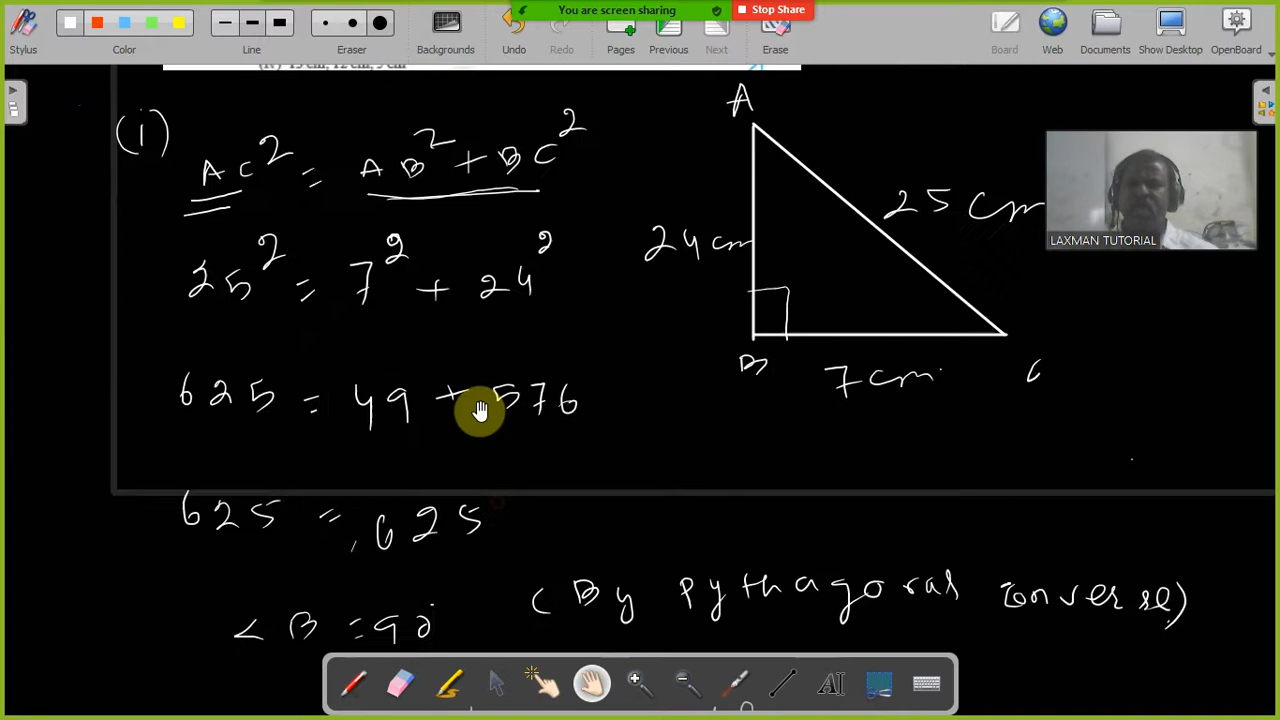 You are screen sharing
Stop Share
Stylus
Color
Line
Eraser
Backgrounds
Undo
Redo
Pages
Previous
Next
Erase
Board
Web
Documents
Show Desktop
OpenBoard
(i)
AC² = AB² + BC²
25² = 7² + 24²
625 = 49 + 576
625 = 625
∠B = 90°
(By Pythagoras converse)
A
24 cm
25 cm
B
7 cm
LAXMAN TUTORIAL